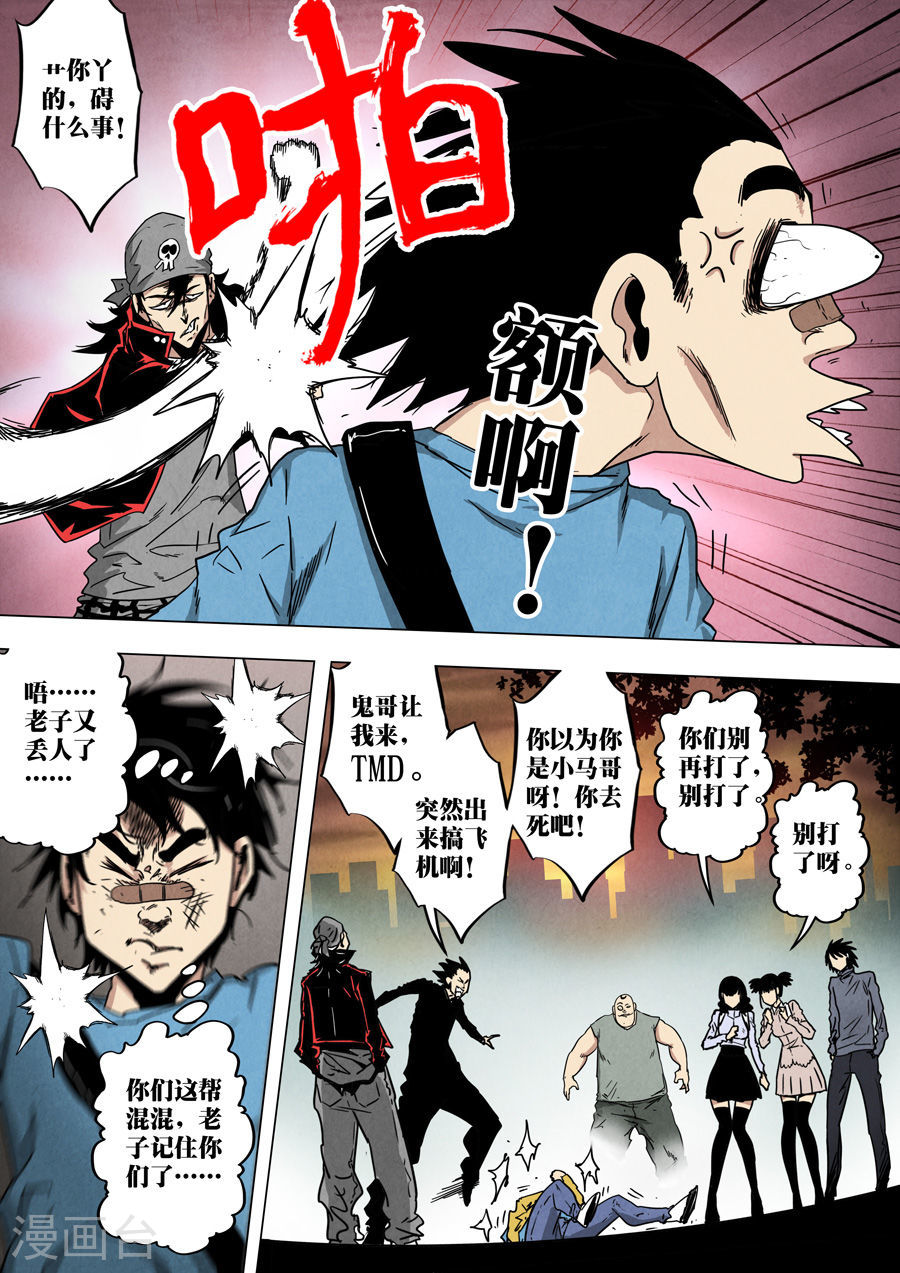 艹你丫
的，碍
什么事！
啪
额啊！
唔……
老子又
丢人了
……
你们这帮
混混，老
子记住你
们了……
鬼哥让
我来，
TMD。
突然出
来搞飞
机啊！
你以为你
是小马哥
呀！你去
死吧！
你们别
再打了，
别打了。
别打
了呀。
漫画台